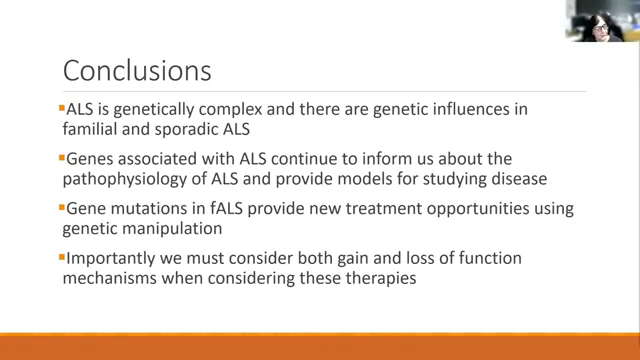 Conclusions
▪ALS is genetically complex and there are genetic influences in
familial and sporadic ALS
▪Genes associated with ALS continue to inform us about the
pathophysiology of ALS and provide models for studying disease
▪Gene mutations in fALS provide new treatment opportunities using
genetic manipulation
▪Importantly we must consider both gain and loss of function
mechanisms when considering these therapies